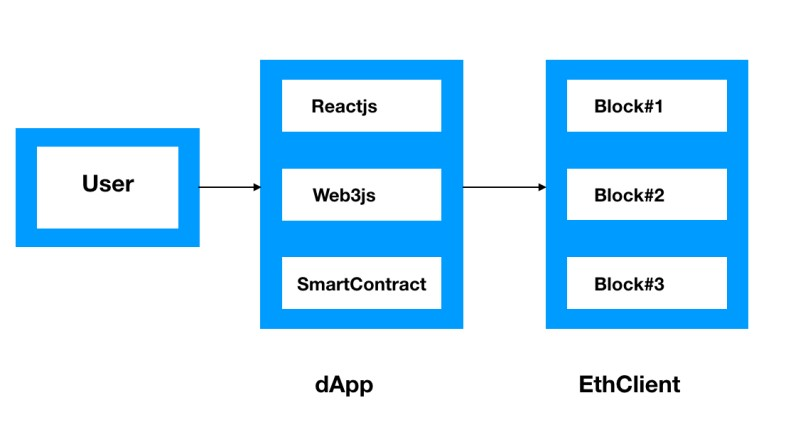 User
Reactjs
Web3js
SmartContract
dApp
Block#1
Block#2
Block#3
EthClient